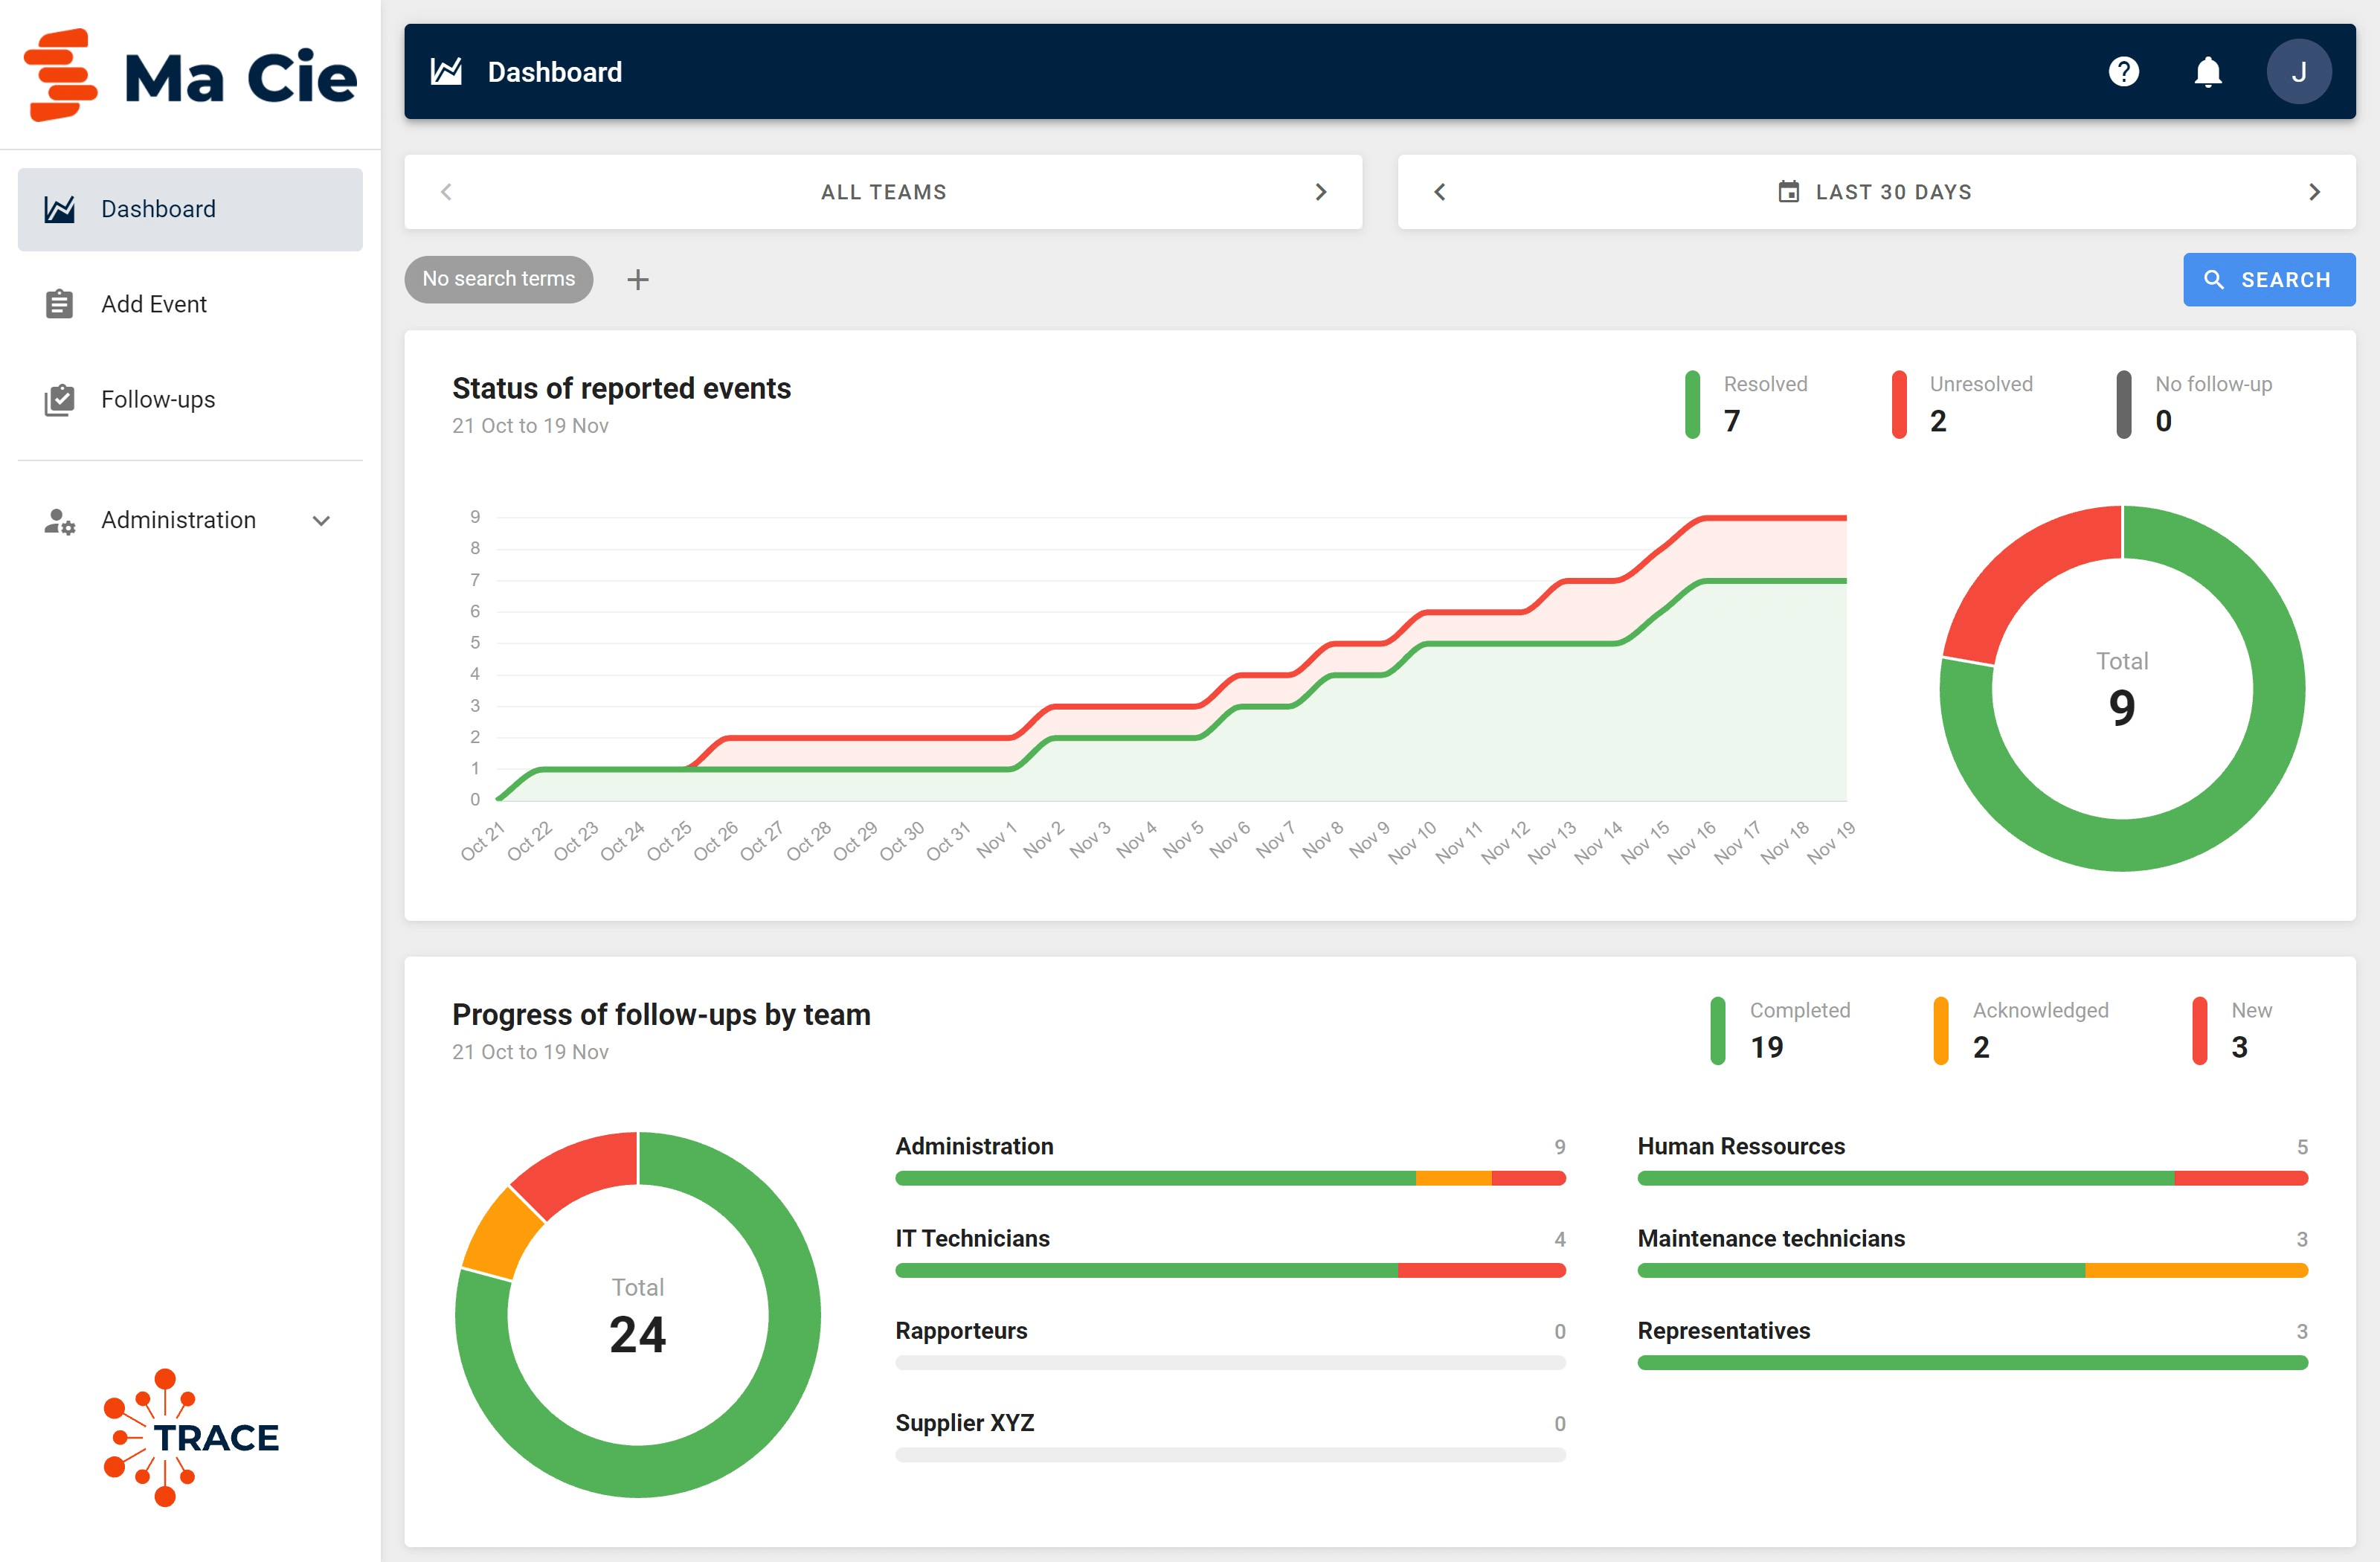 Ma Cie
Dashboard
J
Dashboard
Add Event
Follow-ups
Administration
ALL TEAMS
LAST 30 DAYS
No search terms
SEARCH
Status of reported events
21 Oct to 19 Nov
Resolved
7
Unresolved
2
No follow-up
0
9
8
7
6
5
4
3
2
1
0
Oct 21
Oct 22
Oct 23
Oct 24
Oct 25
Oct 26
Oct 27
Oct 28
Oct 29
Oct 30
Oct 31
Nov 1
Nov 2
Nov 3
Nov 4
Nov 5
Nov 6
Nov 7
Nov 8
Nov 9
Nov 10
Nov 11
Nov 12
Nov 13
Nov 14
Nov 15
Nov 16
Nov 17
Nov 18
Nov 19
Total
9
Progress of follow-ups by team
21 Oct to 19 Nov
Completed
19
Acknowledged
2
New
3
Total
24
Administration 9
IT Technicians 4
Rapporteurs 0
Supplier XYZ 0
Human Ressources 5
Maintenance technicians 3
Representatives 3
TRACE